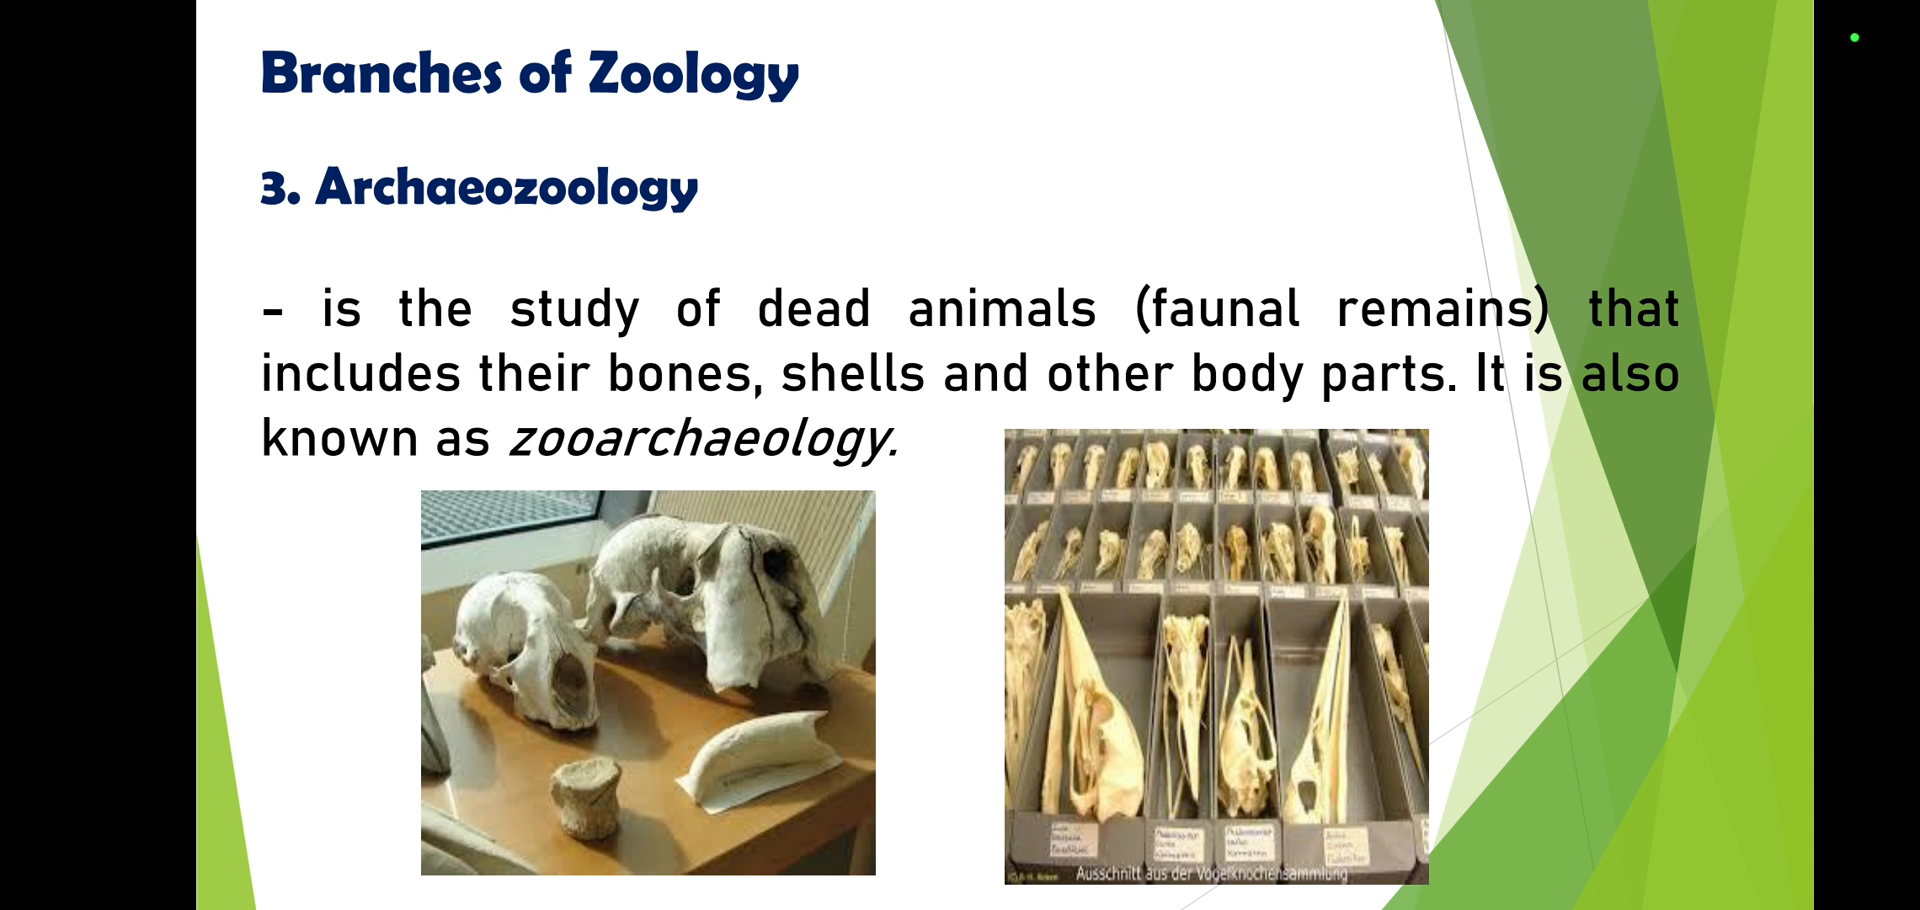 Branches of Zoology
3. Archaeozoology
- is the study of dead animals (faunal remains) that
includes their bones, shells and other body parts. It is also
known as zooarchaeology.
Ausschnitt aus der Vogelknochensammlung